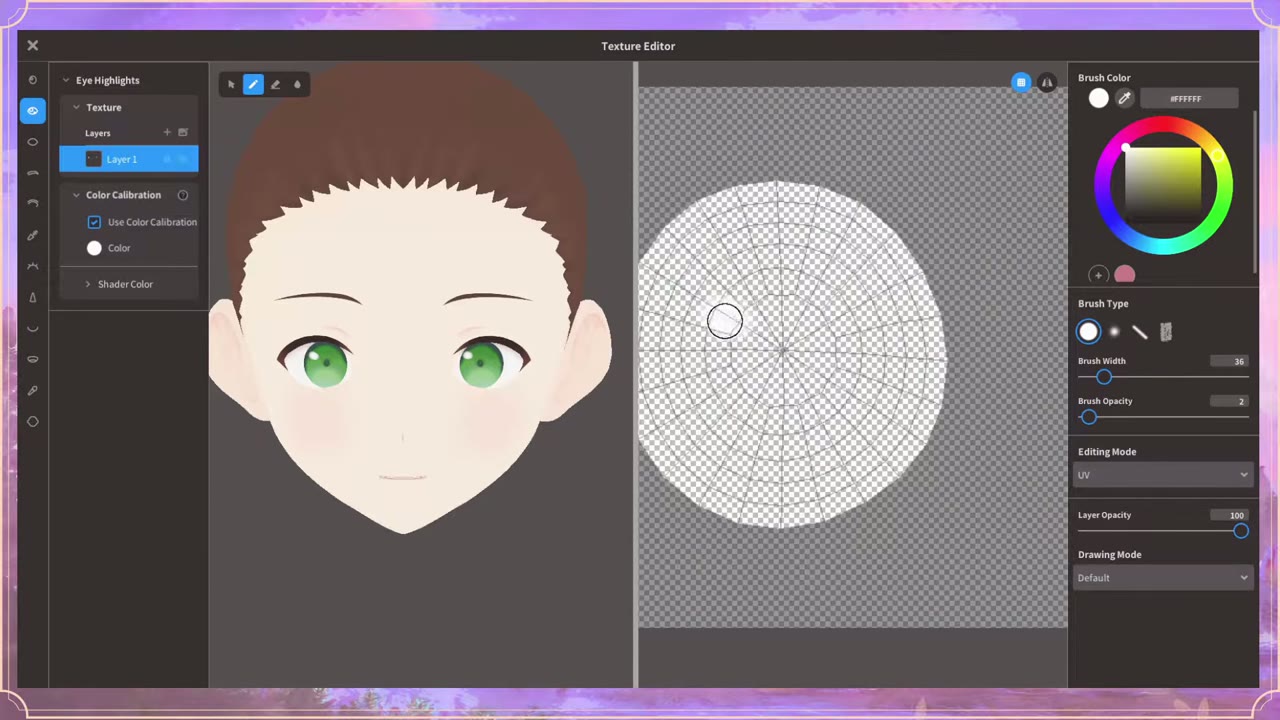 Texture Editor
Eye Highlights
Texture
Layers
Layer 1
Color Calibration
Use Color Calibration
Color
Shader Color
Brush Color
#FFFFFF
Brush Type
Brush Width
36
Brush Opacity
2
Editing Mode
UV
Layer Opacity
100
Drawing Mode
Default